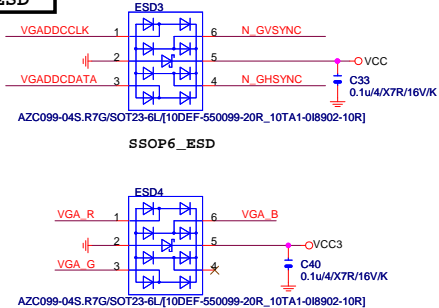 ESD
ESD3
VGADDCCLK 1 6 N_GVSYNC
2 5 VCC
VGADDCDATA 3 4 N_GHSYNC
C33
0.1u/4/X7R/16V/K
AZC099-04S.R7G/SOT23-6L/[10DEF-550099-20R_10TA1-0I8902-10R]
SSOP6_ESD
ESD4
VGA_R 1 6 VGA_B
2 5 VCC3
VGA_G 3 4
C40
0.1u/4/X7R/16V/K
AZC099-04S.R7G/SOT23-6L/[10DEF-550099-20R_10TA1-0I8902-10R]